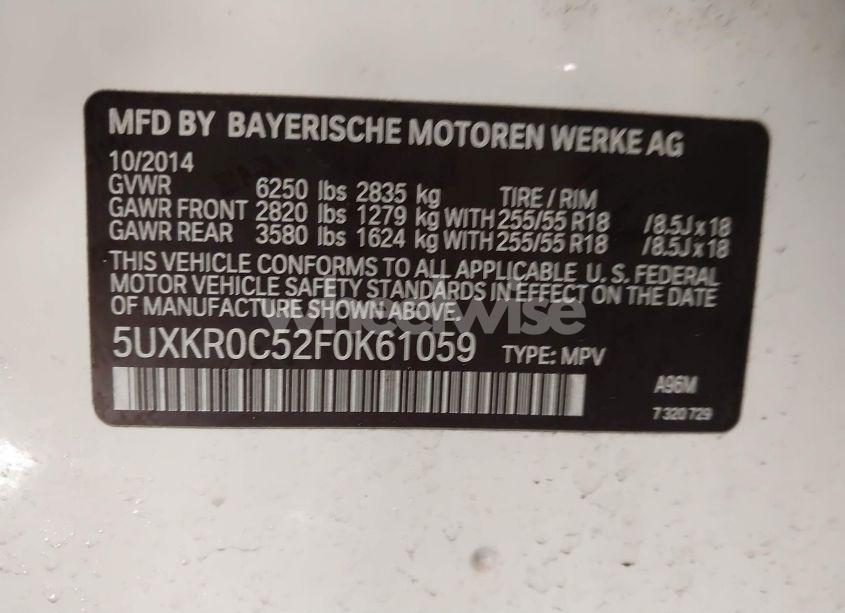 MFD BY BAYERISCHE MOTOREN WERKE AG
10/2014
GVWR 6250 lbs 2835 kg TIRE / RIM
GAWR FRONT 2820 lbs 1279 kg WITH 255/55 R18 /8.5J x 18
GAWR REAR 3580 lbs 1624 kg WITH 255/55 R18 /8.5J x 18
THIS VEHICLE CONFORMS TO ALL APPLICABLE U. S. FEDERAL
MOTOR VEHICLE SAFETY STANDARDS IN EFFECT ON THE DATE
OF MANUFACTURE SHOWN ABOVE.
wheelwise
5UXKR0C52F0K61059 TYPE: MPV
A96M
7 320 729